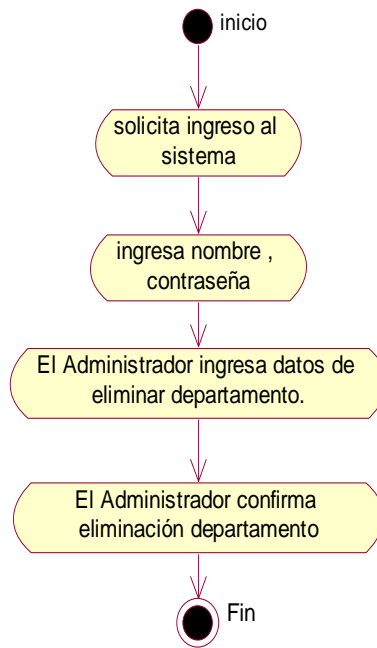 inicio
solicita ingreso al
sistema
ingresa nombre ,
contraseña
El Administrador ingresa datos de
eliminar departamento.
El Administrador confirma
eliminación departamento
Fin